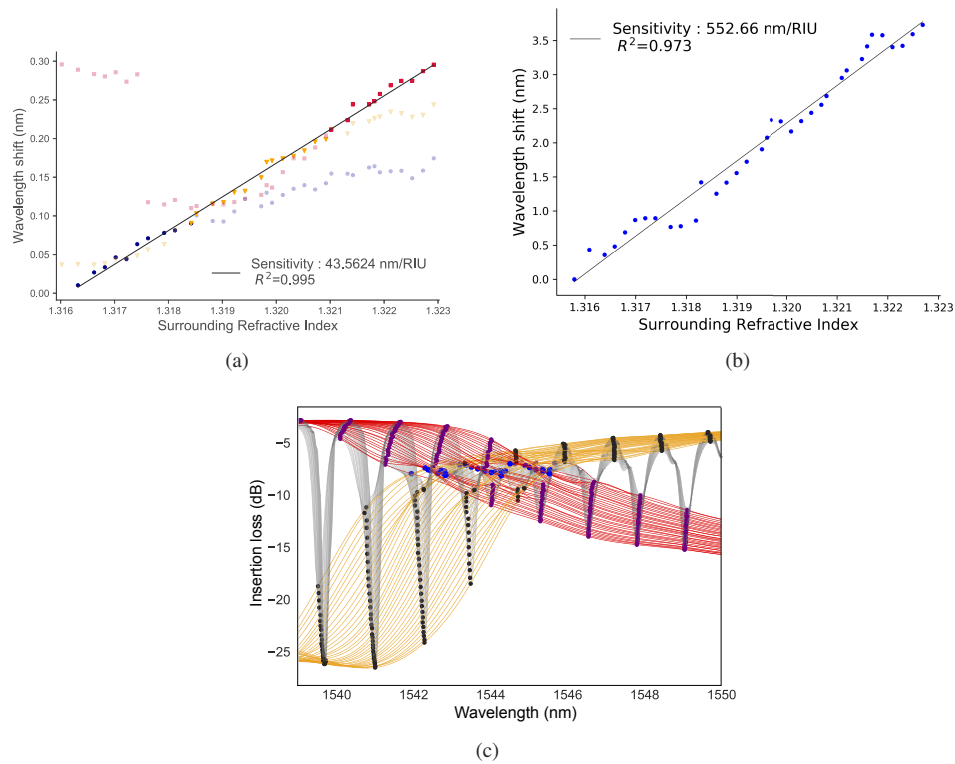 Sensitivity : 43.5624 nm/RIU
R²=0.995
Wavelength shift (nm)
0.30
0.25
0.20
0.15
0.10
0.05
0.00
1.316 1.317 1.318 1.319 1.320 1.321 1.322 1.323
Surrounding Refractive Index
(a)
Sensitivity : 552.66 nm/RIU
R²=0.973
Wavelength shift (nm)
3.5
3.0
2.5
2.0
1.5
1.0
0.5
0.0
1.316 1.317 1.318 1.319 1.320 1.321 1.322 1.323
Surrounding Refractive Index
(b)
Insertion loss (dB)
−5
−10
−15
−20
−25
1540 1542 1544 1546 1548 1550
Wavelength (nm)
(c)